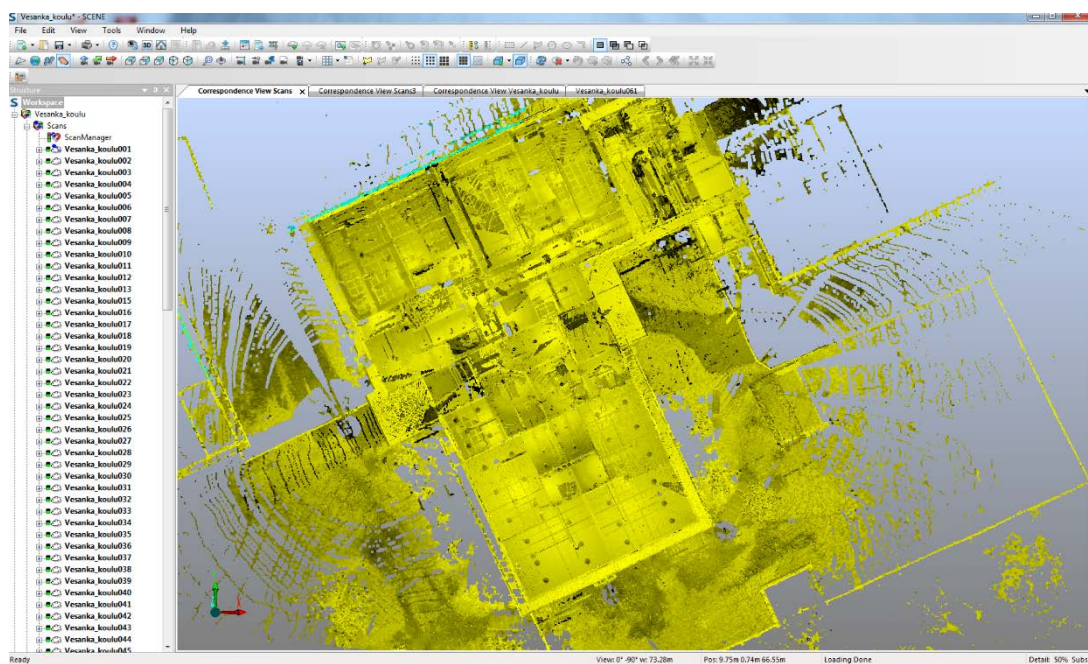 Vesanka_koulu* - SCENE
File Edit View Tools Window Help
Structure
Correspondence View Scans x Correspondence View Scans3 Correspondence View Vesanka_koulu Vesanka_koulu061
Workspace
Vesanka_koulu
Scans
ScanManager
Vesanka_koulu001
Vesanka_koulu002
Vesanka_koulu003
Vesanka_koulu004
Vesanka_koulu005
Vesanka_koulu006
Vesanka_koulu007
Vesanka_koulu008
Vesanka_koulu009
Vesanka_koulu010
Vesanka_koulu011
Vesanka_koulu012
Vesanka_koulu013
Vesanka_koulu015
Vesanka_koulu016
Vesanka_koulu017
Vesanka_koulu018
Vesanka_koulu019
Vesanka_koulu020
Vesanka_koulu021
Vesanka_koulu022
Vesanka_koulu023
Vesanka_koulu024
Vesanka_koulu025
Vesanka_koulu026
Vesanka_koulu027
Vesanka_koulu028
Vesanka_koulu029
Vesanka_koulu030
Vesanka_koulu031
Vesanka_koulu032
Vesanka_koulu033
Vesanka_koulu034
Vesanka_koulu035
Vesanka_koulu036
Vesanka_koulu037
Vesanka_koulu038
Vesanka_koulu039
Vesanka_koulu040
Vesanka_koulu041
Vesanka_koulu042
Vesanka_koulu043
Vesanka_koulu044
Vesanka_koulu045
Ready View: 0° -90° w: 73.28m Pos: 9.75m 0.74m 66.55m Loading Done Detail: 50% Subs